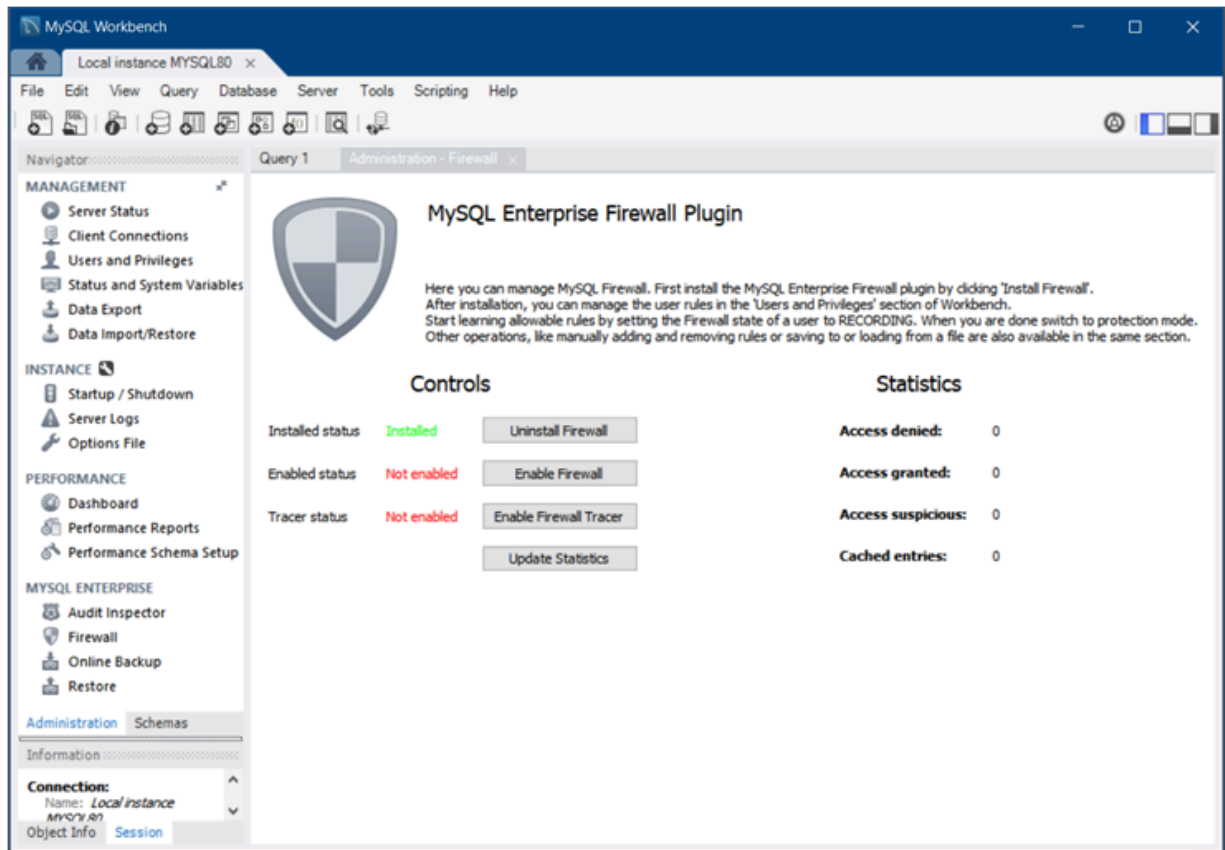 MySQL Workbench
Local instance MYSQL80
File Edit View Query Database Server Tools Scripting Help
Navigator
Query 1 Administration - Firewall
MANAGEMENT
Server Status
Client Connections
Users and Privileges
Status and System Variables
Data Export
Data Import/Restore
INSTANCE
Startup / Shutdown
Server Logs
Options File
PERFORMANCE
Dashboard
Performance Reports
Performance Schema Setup
MYSQL ENTERPRISE
Audit Inspector
Firewall
Online Backup
Restore
Administration Schemas
Information
Connection:
Name: Local instance
MYSQL80
Object Info Session
MySQL Enterprise Firewall Plugin
Here you can manage MySQL Firewall. First install the MySQL Enterprise Firewall plugin by clicking 'Install Firewall'.
After installation, you can manage the user rules in the 'Users and Privileges' section of Workbench.
Start learning allowable rules by setting the Firewall state of a user to RECORDING. When you are done switch to protection mode.
Other operations, like manually adding and removing rules or saving to or loading from a file are also available in the same section.
Controls
Installed status Installed Uninstall Firewall
Enabled status Not enabled Enable Firewall
Tracer status Not enabled Enable Firewall Tracer
Update Statistics
Statistics
Access denied: 0
Access granted: 0
Access suspicious: 0
Cached entries: 0